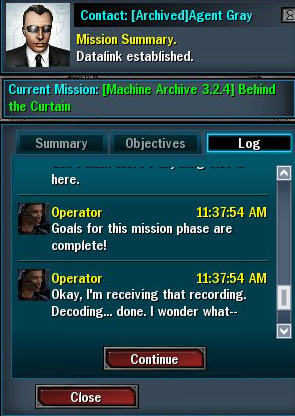 Contact: [Archived]Agent Gray
Mission Summary.
Datalink established.
Current Mission: [Machine Archive 3.2.4] Behind
the Curtain
Summary
Objectives
Log
here.
Operator 11:37:54 AM
Goals for this mission phase are
complete!
Operator 11:37:54 AM
Okay, I'm receiving that recording.
Decoding... done. I wonder what--
Continue
Close